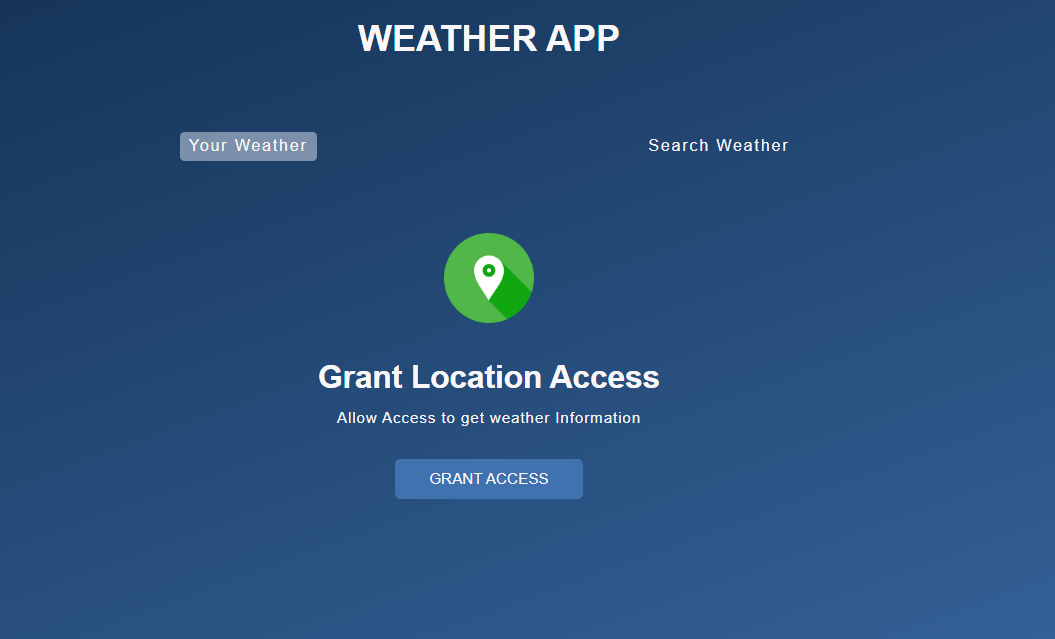 WEATHER APP
Your Weather
Search Weather
Grant Location Access
Allow Access to get weather Information
GRANT ACCESS